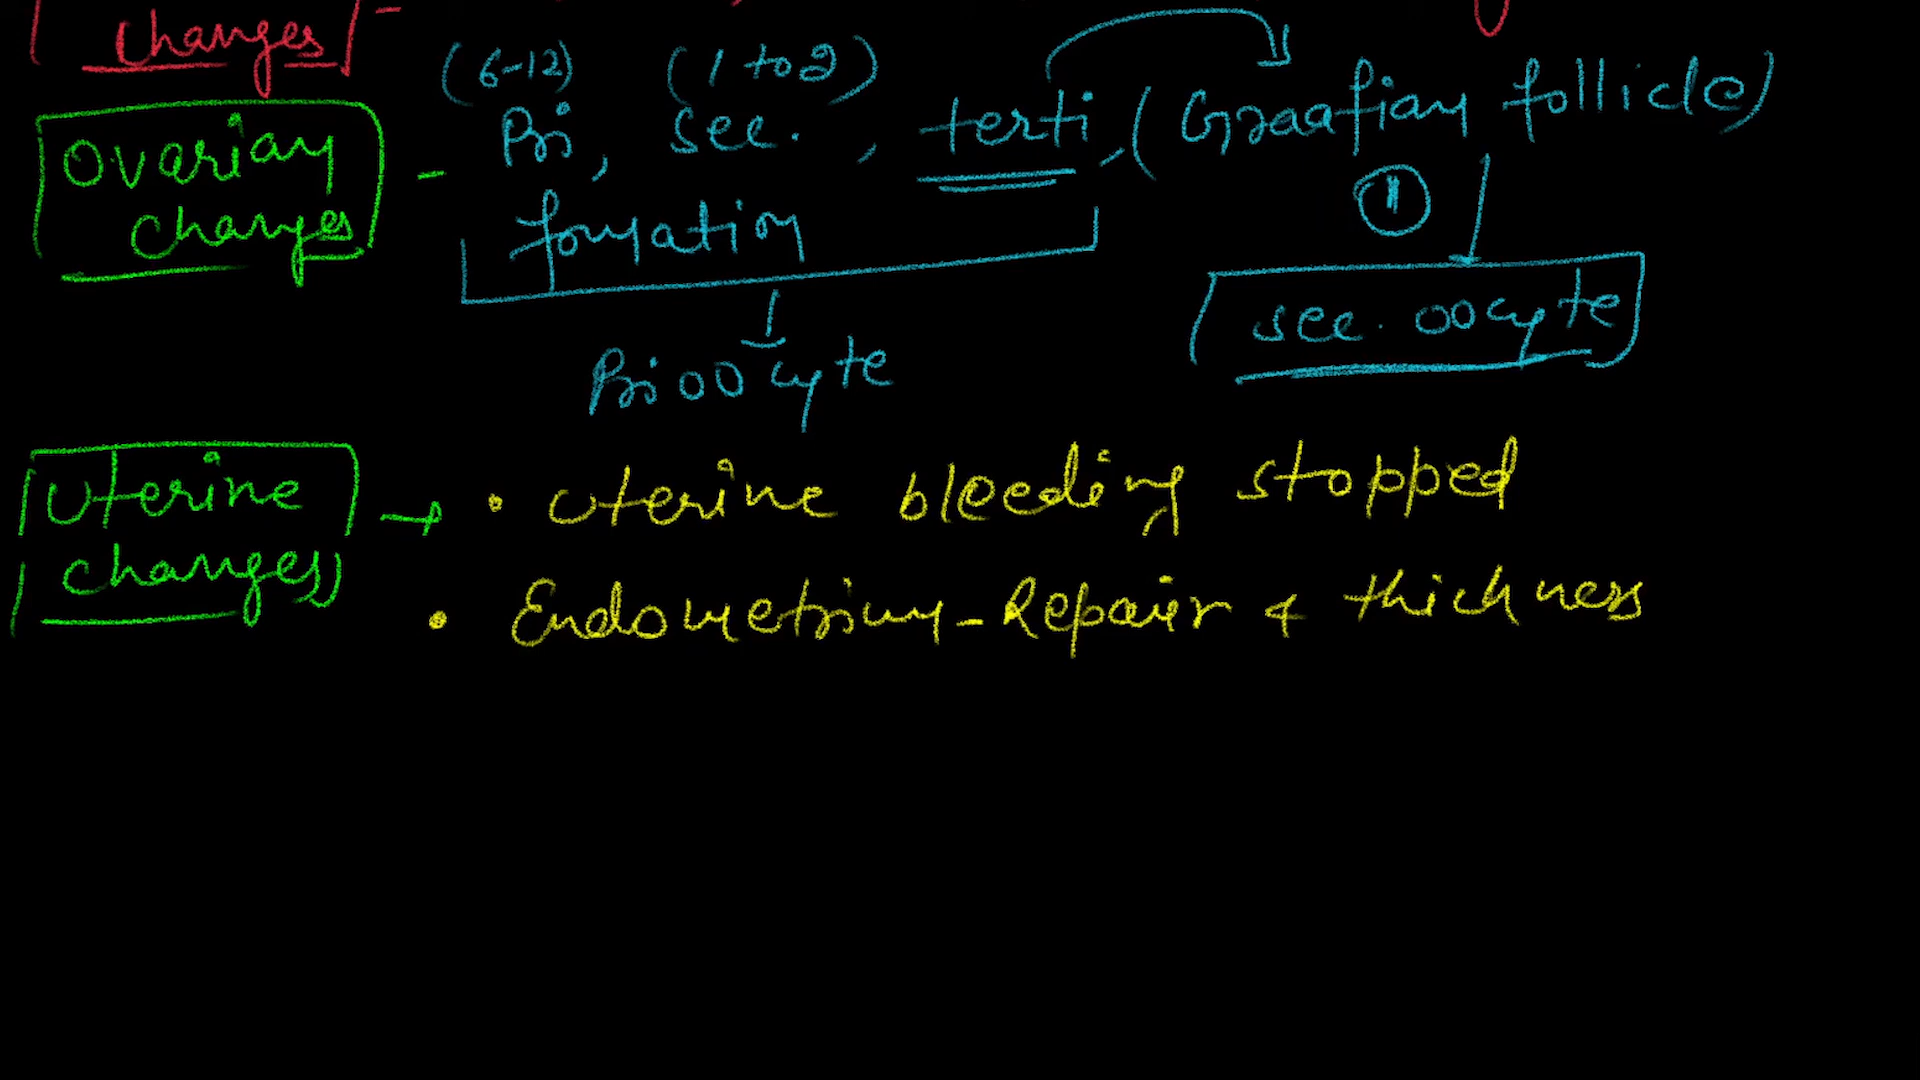 changes
(6-12) (1 to 2)
Ovarian changes - Pri, sec., terti, (Graafian follicle)
formation
1
Pri oocyte
sec. oocyte
Uterine changes → • Uterine bleeding stopped
• Endometrium - Repair & thickness